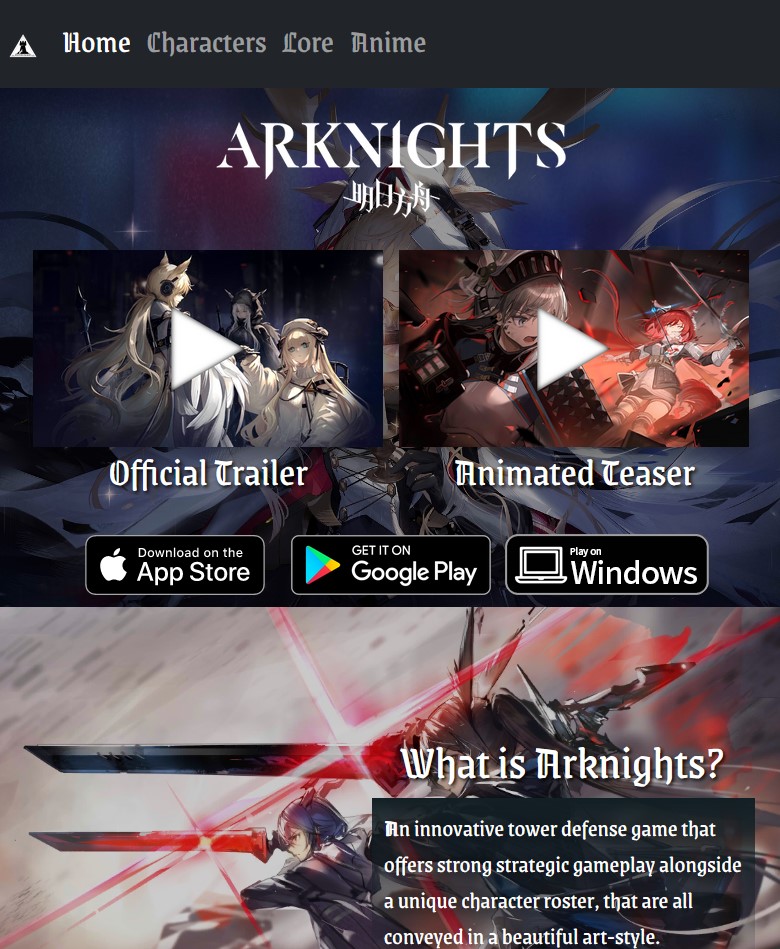 Home Characters Lore Anime
ARKNIGHTS
明日方舟
Official Trailer
Animated Teaser
Download on the
App Store
GET IT ON
Google Play
Play on
Windows
What is Arknights?
An innovative tower defense game that
offers strong strategic gameplay alongside
a unique character roster, that are all
conveyed in a beautiful art-style.